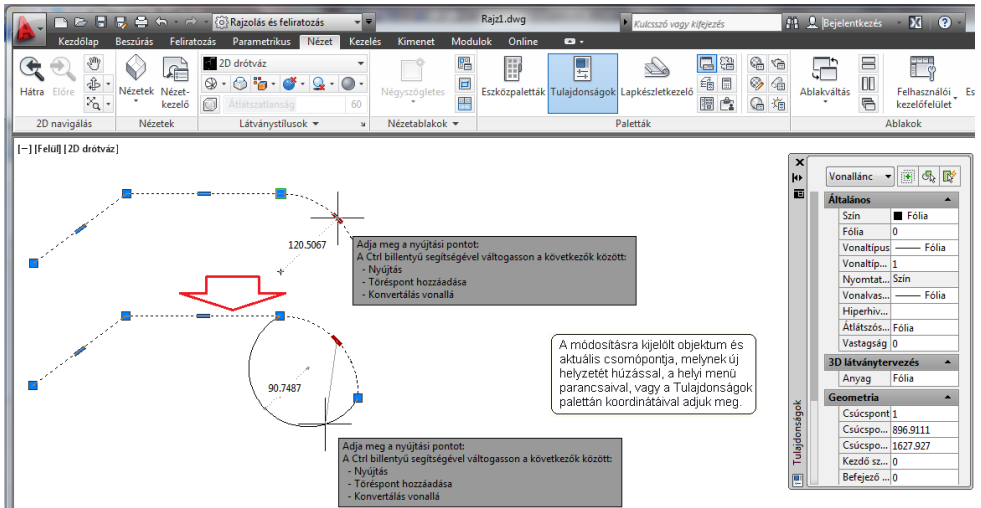 Rajzolás és feliratozás
Rajz1.dwg
Kulcsszó vagy kifejezés
Bejelentkezés
Kezdőlap Beszúrás Feliratozás Parametrikus Nézet Kezelés Kimenet Modulok Online
2D drótváz
Hátra Előre
Nézetek
Nézet-
kezelő
Átlátszatlanság 60
Négyszögletes
Eszközpaletták Tulajdonságok Lapkészletkezelő
Ablakváltás
Felhasználói
kezelőfelület
Es
2D navigálás Nézetek Látványstílusok Nézetablakok Paletták Ablakok
[−] [Felül] [2D drótváz]
120.5067
Adja meg a nyújtási pontot:
A Ctrl billentyű segítségével váltogasson a következők között:
- Nyújtás
- Töréspont hozzáadása
- Konvertálás vonallá
90.7487
Adja meg a nyújtási pontot:
A Ctrl billentyű segítségével váltogasson a következők között:
- Nyújtás
- Töréspont hozzáadása
- Konvertálás vonallá
A módosításra kijelölt objektum és
aktuális csomópontja, melynek új
helyzetét húzással, a helyi menü
parancsaival, vagy a Tulajdonságok
palettán koordinátáival adjuk meg.
Vonallánc
Általános
Szín Fólia
Fólia 0
Vonaltípus Fólia
Vonaltíp... 1
Nyomtat... Szín
Vonalvas... Fólia
Hiperhiv...
Átlátszós... Fólia
Vastagság 0
3D látványtervezés
Anyag Fólia
Geometria
Csúcspont 1
Csúcspo... 896.9111
Csúcspo... 1627.927
Kezdő sz... 0
Befejező ... 0
Tulajdonságok